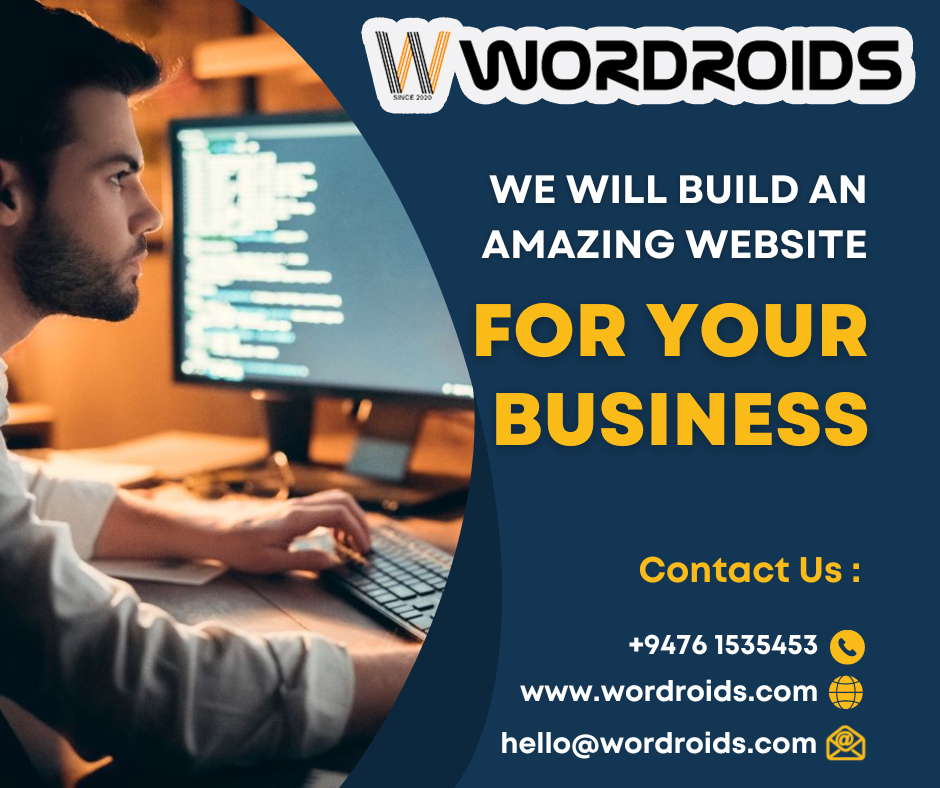 W WORDROIDS
SINCE 2020
WE WILL BUILD AN
AMAZING WEBSITE
FOR YOUR
BUSINESS
Contact Us :
+9476 1535453
www.wordroids.com
hello@wordroids.com